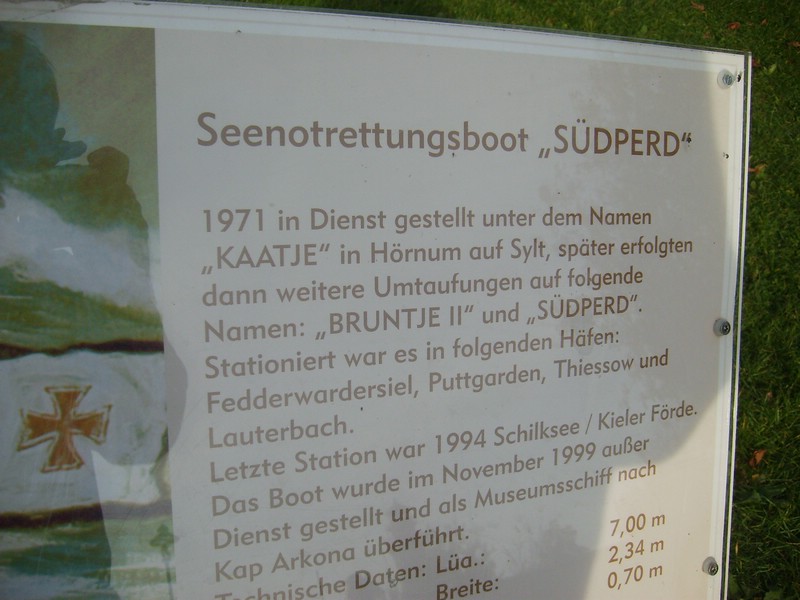 Seenotrettungsboot „SÜDPERD“
1971 in Dienst gestellt unter dem Namen
„KAATJE“ in Hörnum auf Sylt, später erfolgten
dann weitere Umtaufungen auf folgende
Namen: „BRUNTJE II“ und „SÜDPERD“.
Stationiert war es in folgenden Häfen:
Fedderwardersiel, Puttgarden, Thiessow und
Lauterbach.
Letzte Station war 1994 Schilksee / Kieler Förde.
Das Boot wurde im November 1999 außer
Dienst gestellt und als Museumsschiff nach
Kap Arkona überführt.
Technische Daten: Lüa.: 7,00 m
Breite: 2,34 m
0,70 m